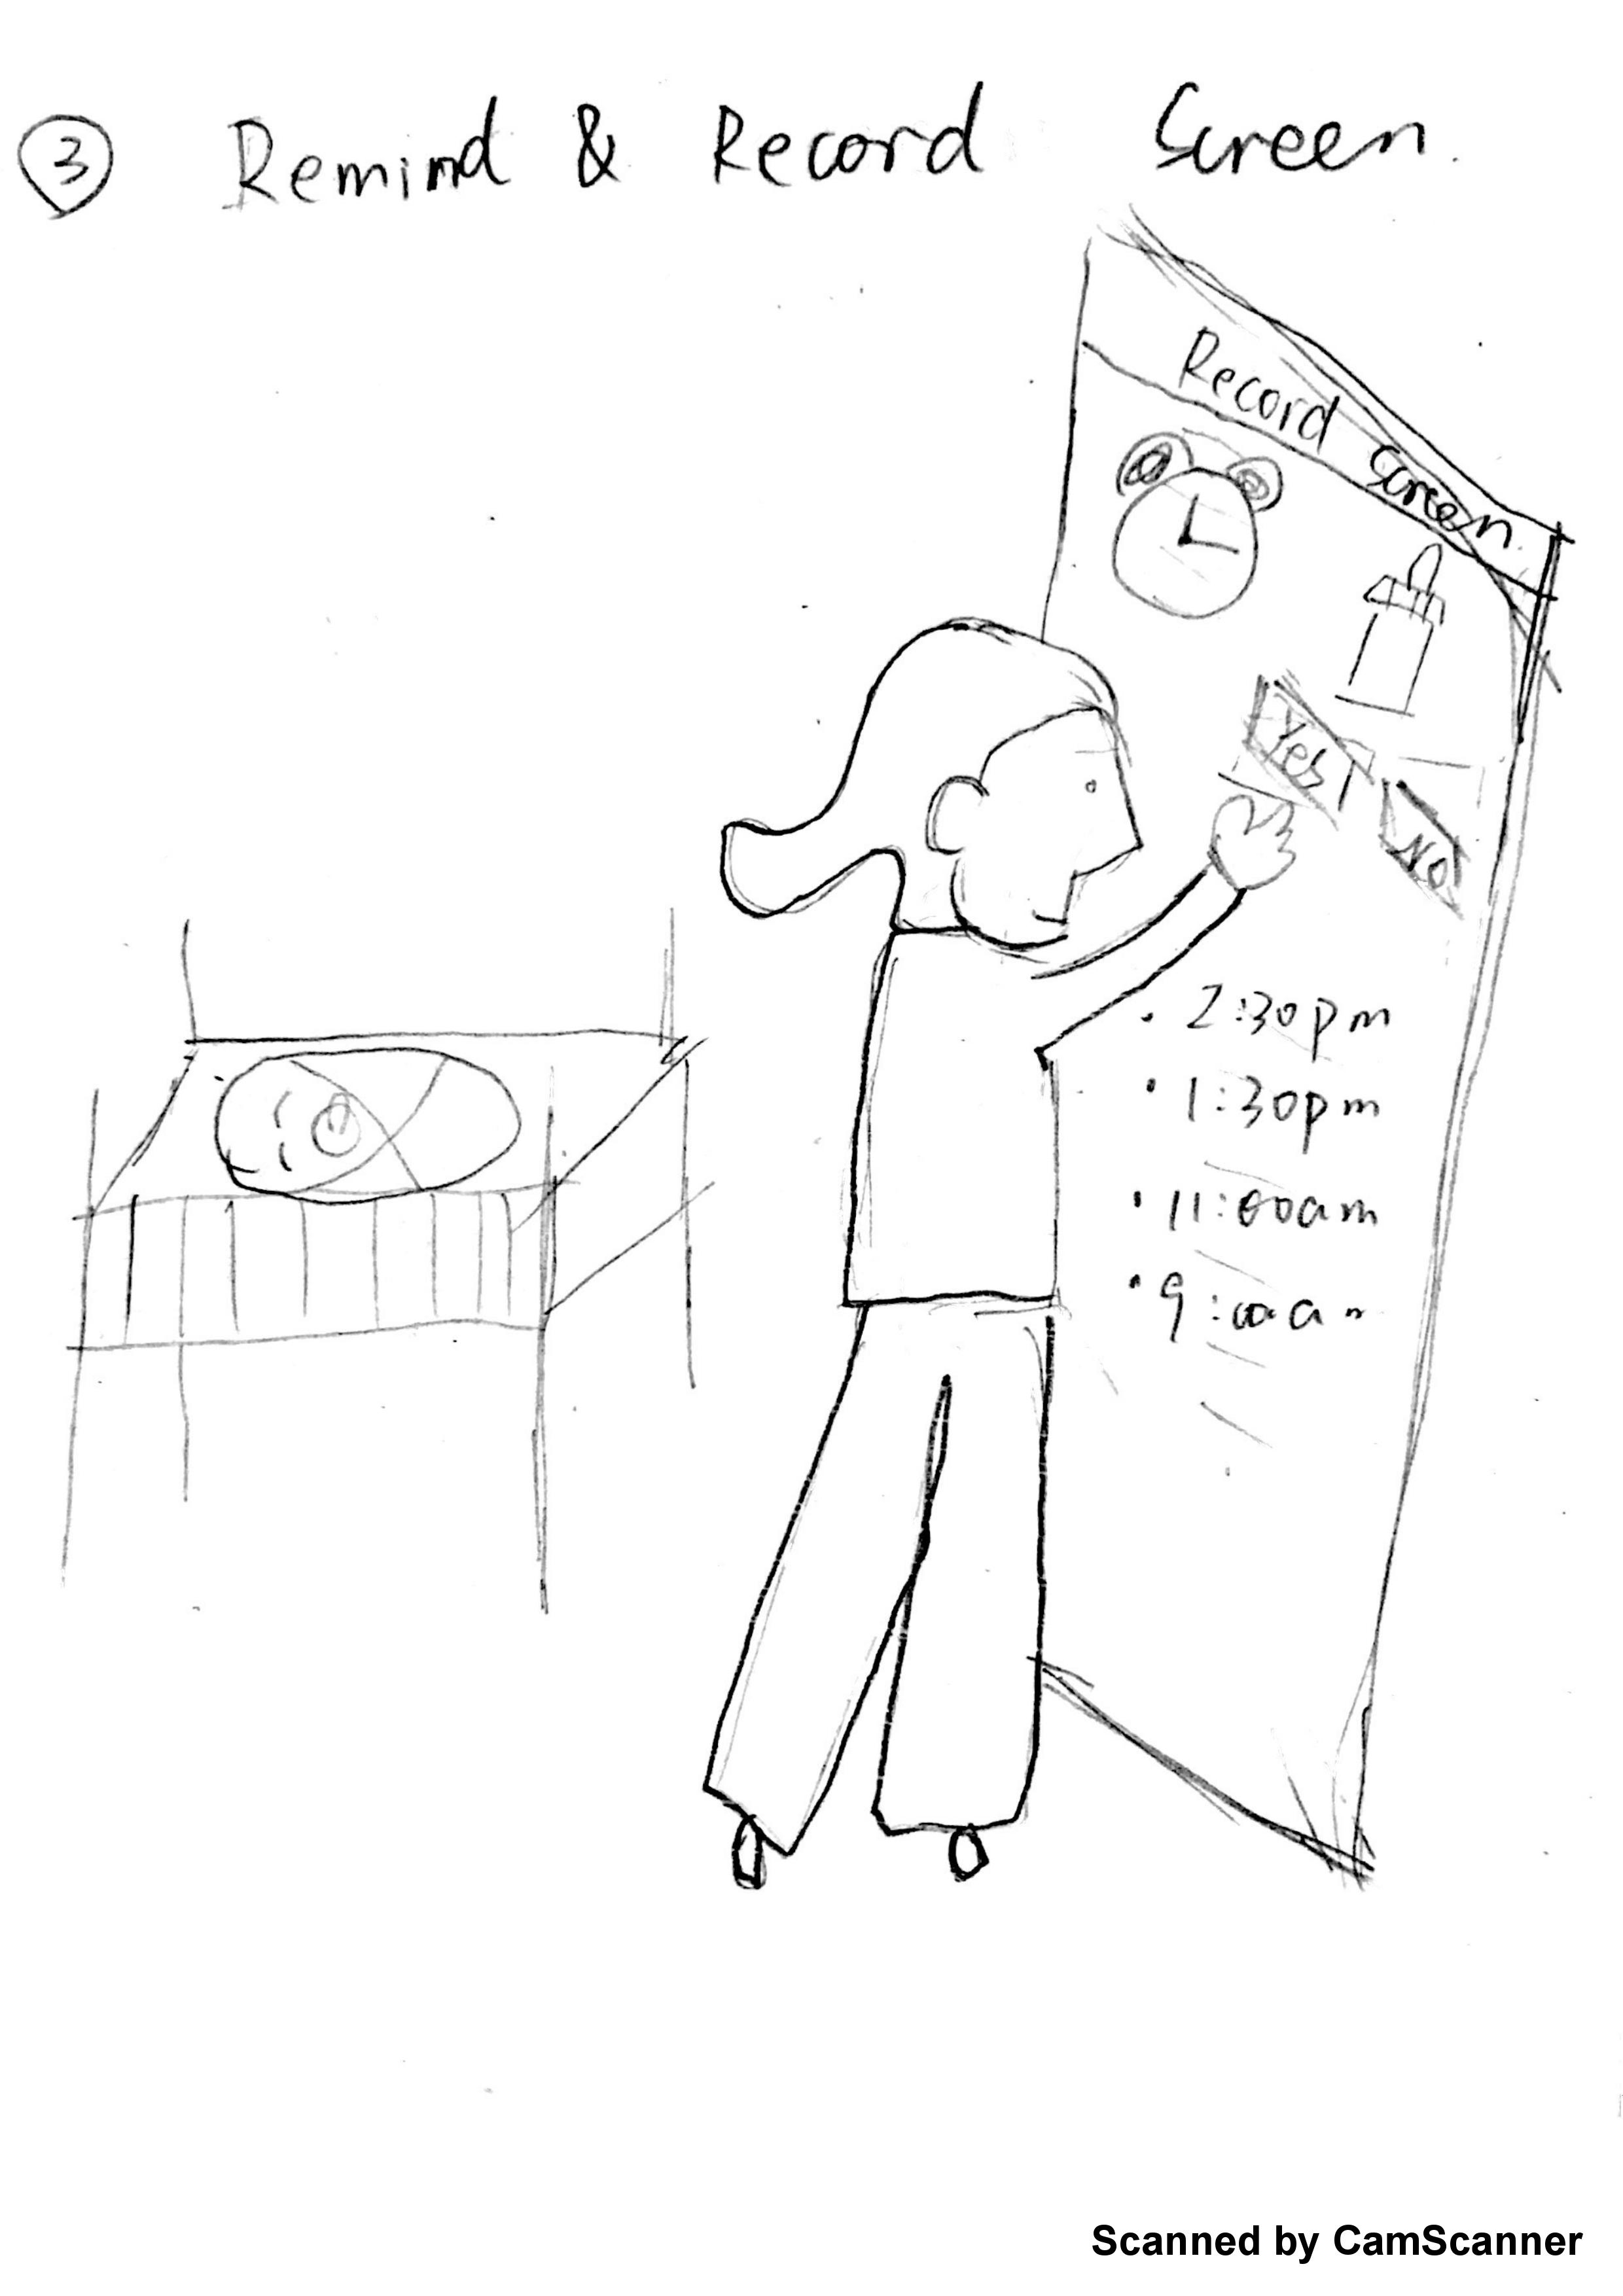 3 Remind & Record Screen.
Record Screen.
Yes
NO
• 2:30pm
• 1:30pm
• 11:00am
• 9:00am
Scanned by CamScanner